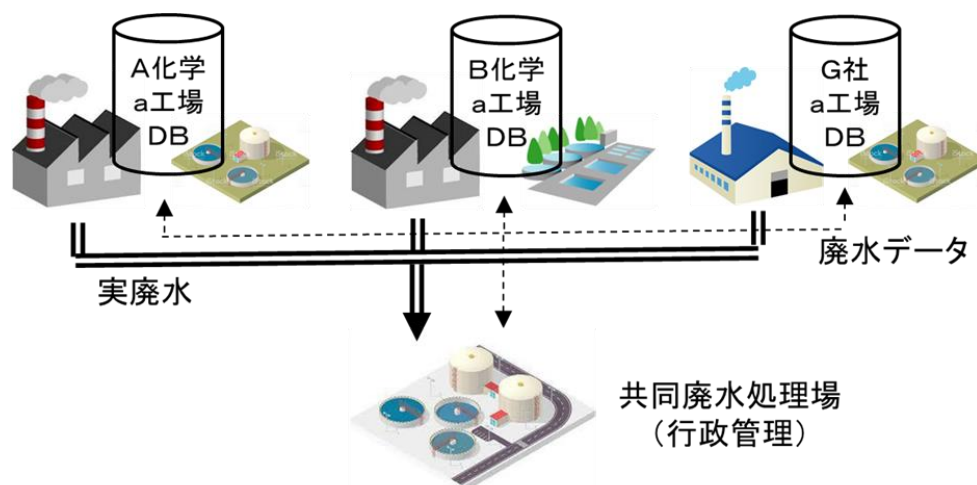 A化学
a工場
DB
B化学
a工場
DB
G社
a工場
DB
廃水データ
実廃水
共同廃水処理場
（行政管理）